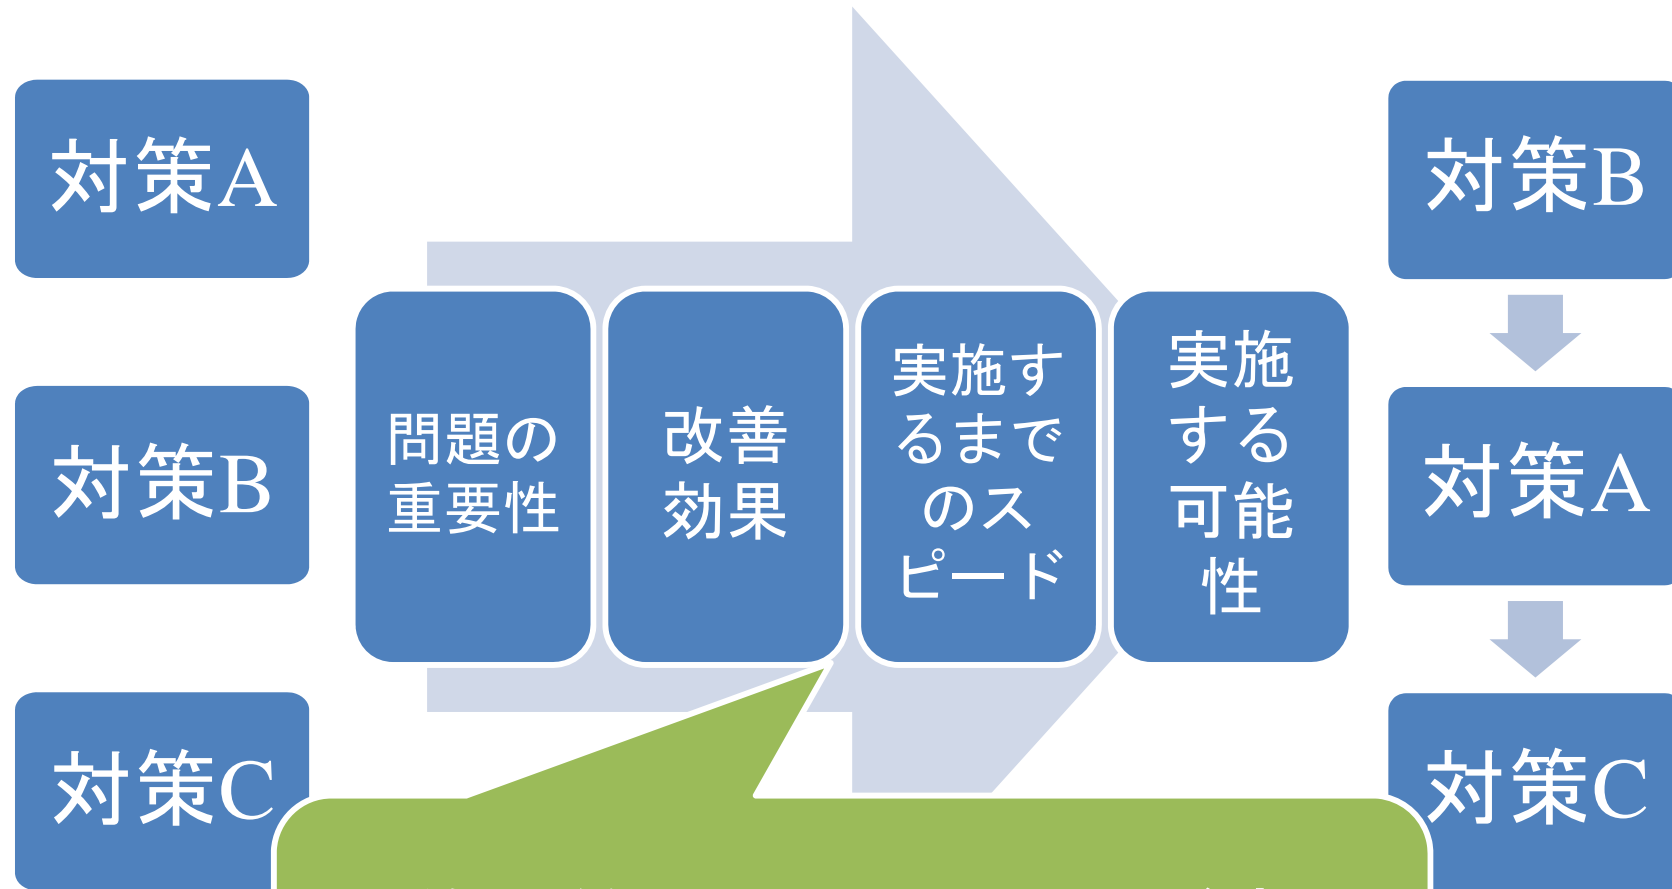 対策A
対策B
対策C
問題の
重要性
改善
効果
実施す
るまで
のス
ピード
実施
する
可能
性
対策B
対策A
対策C